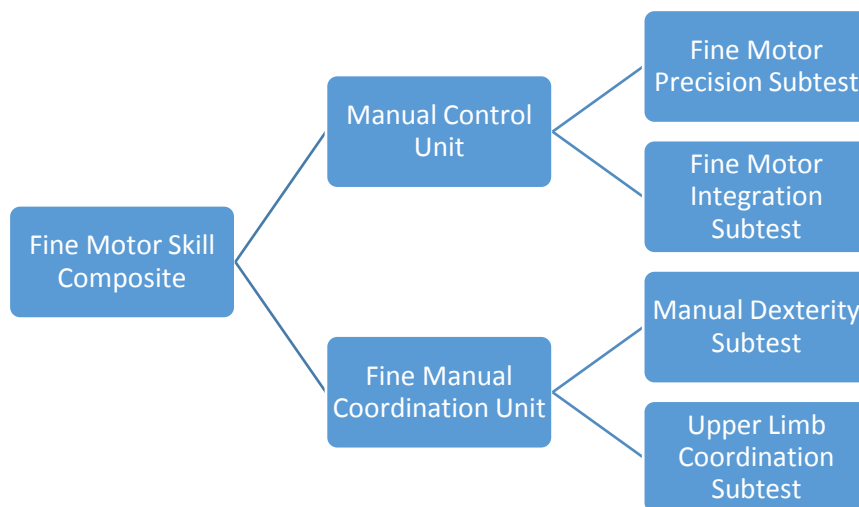 Fine Motor Skill
Composite
Manual Control
Unit
Fine Motor
Precision Subtest
Fine Motor
Integration
Subtest
Fine Manual
Coordination Unit
Manual Dexterity
Subtest
Upper Limb
Coordination
Subtest